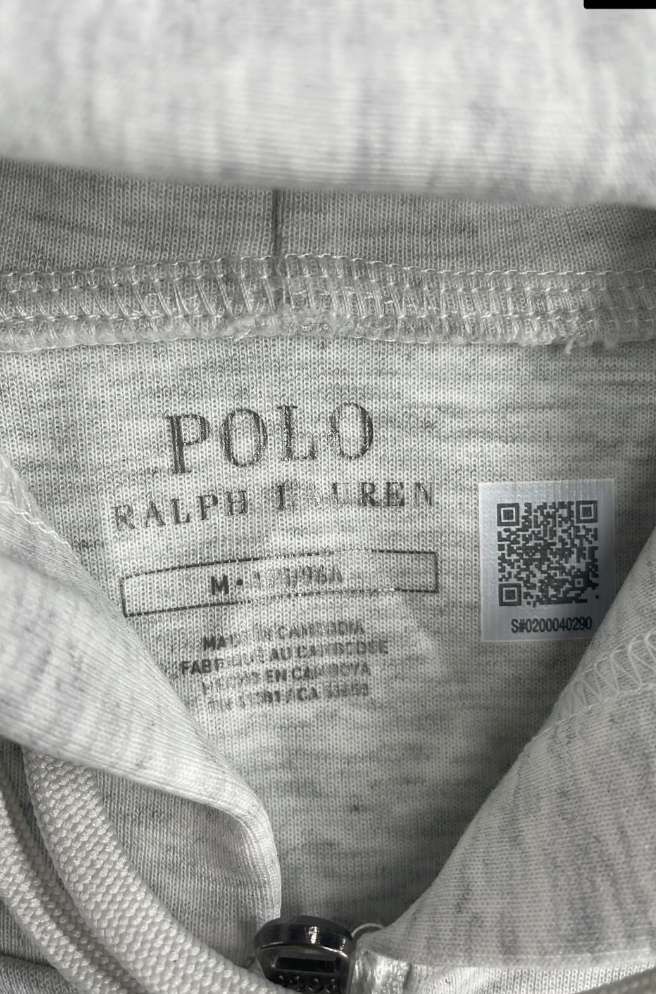 POLO
RALPH LAUREN
M •
MADE IN CAMBODIA
FABRIQUÉ AU CAMBODGE
HECHO EN CAMBOYA
S#0200040290